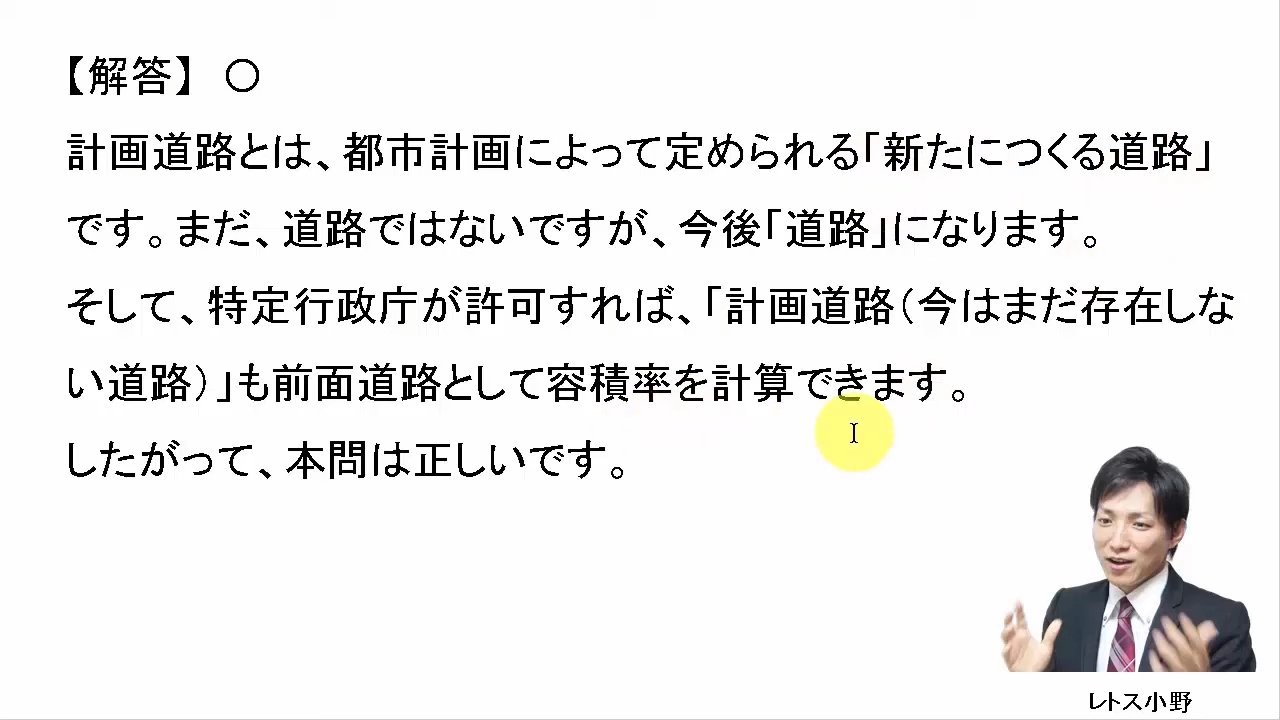 【解答】 ○
計画道路とは、都市計画によって定められる「新たにつくる道路」
です。まだ、道路ではないですが、今後「道路」になります。
そして、特定行政庁が許可すれば、「計画道路（今はまだ存在しな
い道路）」も前面道路として容積率を計算できます。
したがって、本問は正しいです。
レトス小野